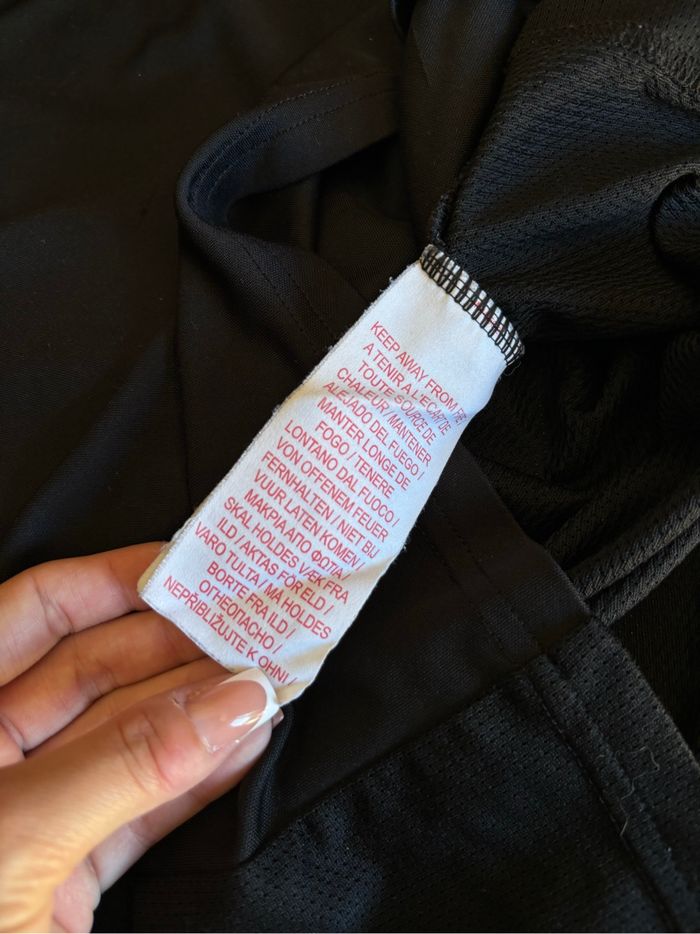 KEEP AWAY FROM FIRE
A TENIR A L'ECART DE
TOUTE SOURCE DE
CHALEUR / MANTENER
ALEJADO DEL FUEGO /
MANTER LONGE DE
FOGO / TENERE
LONTANO DAL FUOCO /
VON OFFENEM FEUER
FERNHALTEN / NIET BIJ
VUUR LATEN KOMEN /
ΜΑΚΡΙΑ ΑΠΟ ΦΩΤΙΑ /
SKAL HOLDES VÆK FRA
ILD / AKTAS FÖR ELD /
VARO TULTA / MÅ HOLDES
BORTE FRA ILD /
ОТНЕОПАСНО /
NEPŘIBLIŽUJTE K OHNI /